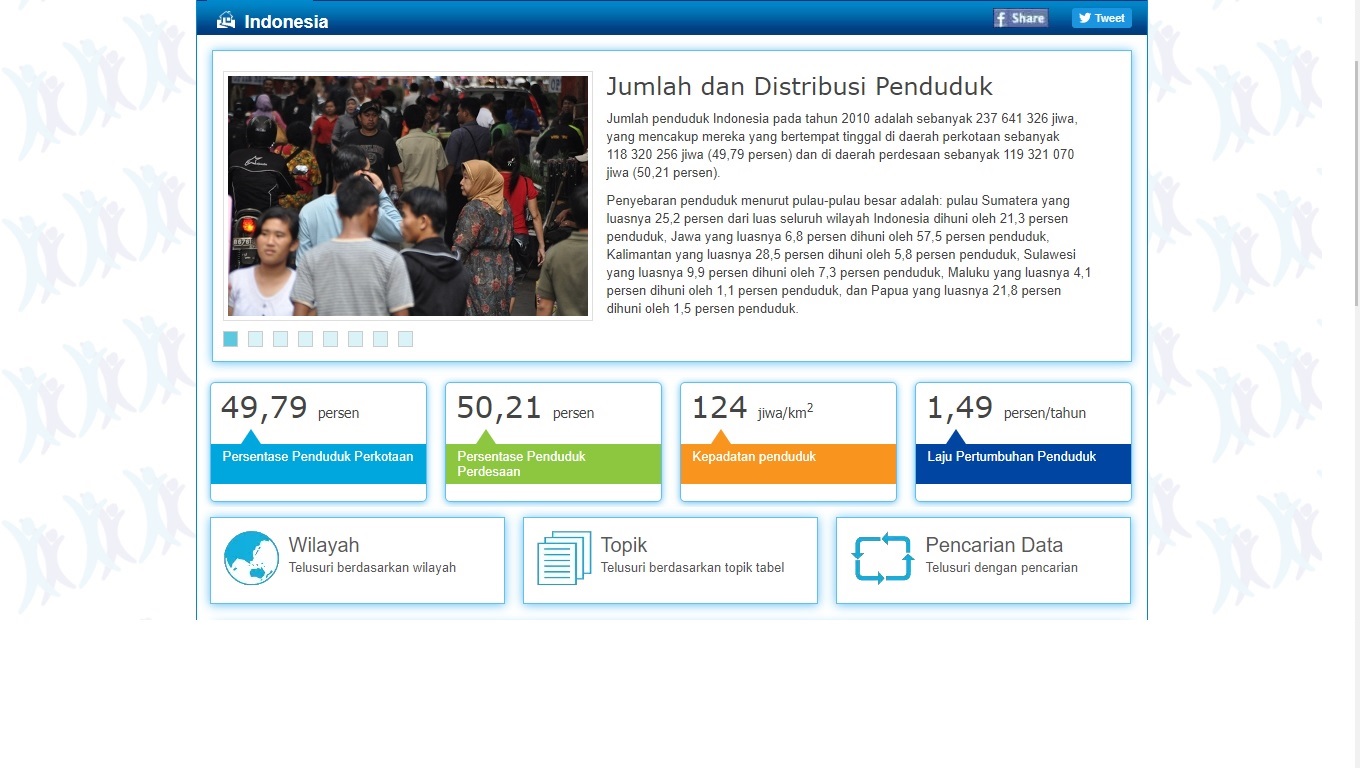 Indonesia
Share
Tweet
Jumlah dan Distribusi Penduduk
Jumlah penduduk Indonesia pada tahun 2010 adalah sebanyak 237 641 326 jiwa,
yang mencakup mereka yang bertempat tinggal di daerah perkotaan sebanyak
118 320 256 jiwa (49,79 persen) dan di daerah perdesaan sebanyak 119 321 070
jiwa (50,21 persen).
Penyebaran penduduk menurut pulau-pulau besar adalah: pulau Sumatera yang
luasnya 25,2 persen dari luas seluruh wilayah Indonesia dihuni oleh 21,3 persen
penduduk, Jawa yang luasnya 6,8 persen dihuni oleh 57,5 persen penduduk,
Kalimantan yang luasnya 28,5 persen dihuni oleh 5,8 persen penduduk, Sulawesi
yang luasnya 9,9 persen dihuni oleh 7,3 persen penduduk, Maluku yang luasnya 4,1
persen dihuni oleh 1,1 persen penduduk, dan Papua yang luasnya 21,8 persen
dihuni oleh 1,5 persen penduduk.
49,79 persen
Persentase Penduduk Perkotaan
50,21 persen
Persentase Penduduk
Perdesaan
124 jiwa/km²
Kepadatan penduduk
1,49 persen/tahun
Laju Pertumbuhan Penduduk
Wilayah
Telusuri berdasarkan wilayah
Topik
Telusuri berdasarkan topik tabel
Pencarian Data
Telusuri dengan pencarian